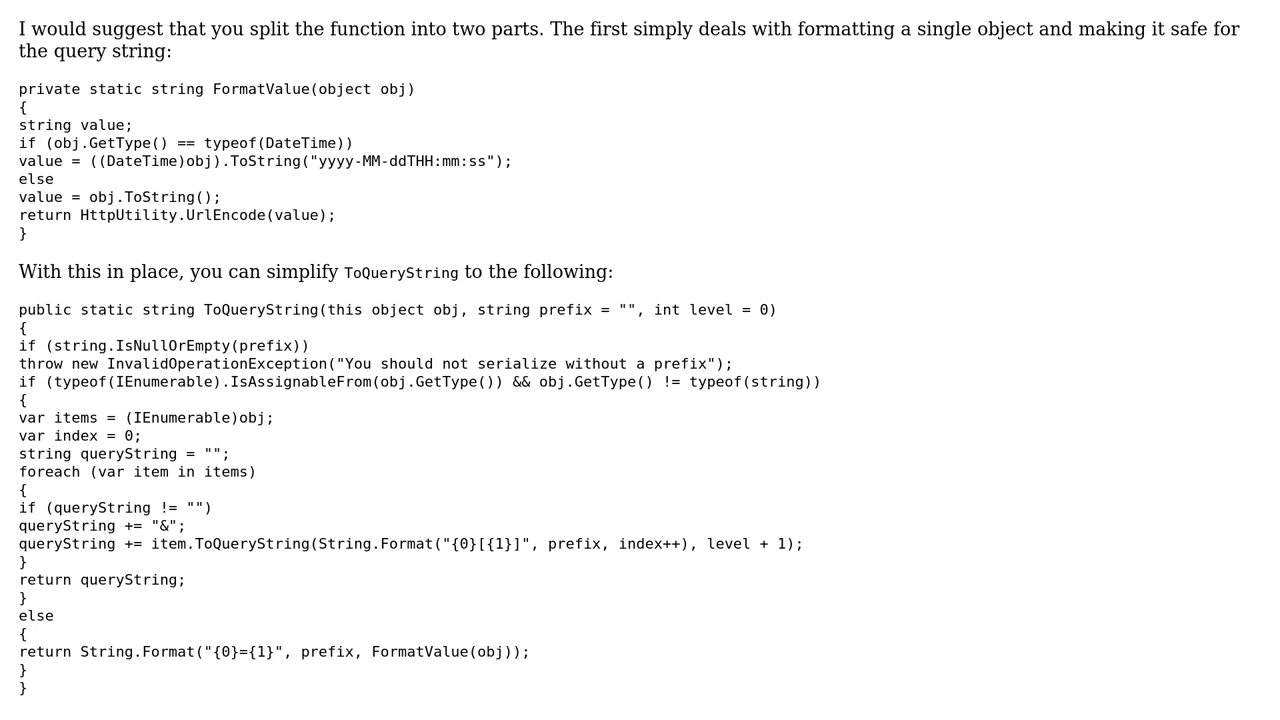 I would suggest that you split the function into two parts. The first simply deals with formatting a single object and making it safe for
the query string:
private static string FormatValue(object obj)
{
string value;
if (obj.GetType() == typeof(DateTime))
value = ((DateTime)obj).ToString("yyyy-MM-ddTHH:mm:ss");
else
value = obj.ToString();
return HttpUtility.UrlEncode(value);
}
With this in place, you can simplify ToQueryString to the following:
public static string ToQueryString(this object obj, string prefix = "", int level = 0)
{
if (string.IsNullOrEmpty(prefix))
throw new InvalidOperationException("You should not serialize without a prefix");
if (typeof(IEnumerable).IsAssignableFrom(obj.GetType()) && obj.GetType() != typeof(string))
{
var items = (IEnumerable)obj;
var index = 0;
string queryString = "";
foreach (var item in items)
{
if (queryString != "")
queryString += "&";
queryString += item.ToQueryString(String.Format("{0}[{1}]", prefix, index++), level + 1);
}
return queryString;
}
else
{
return String.Format("{0}={1}", prefix, FormatValue(obj));
}
}